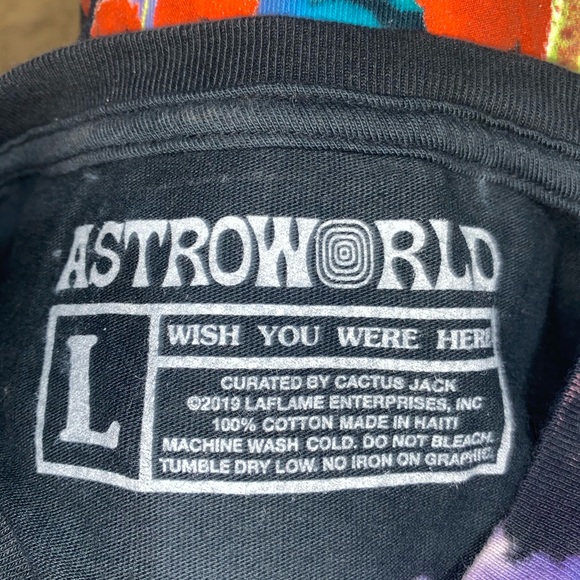 ASTROWORLD
L
WISH YOU WERE HERE
CURATED BY CACTUS JACK
©2019 LAFLAME ENTERPRISES, INC
100% COTTON MADE IN HAITI
MACHINE WASH COLD. DO NOT BLEACH.
TUMBLE DRY LOW. NO IRON ON GRAPHIC.